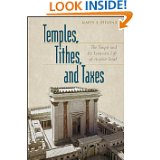 Temples,
Tithes,
and Taxes
The Temple and
the Economic Life
of Ancient Israel